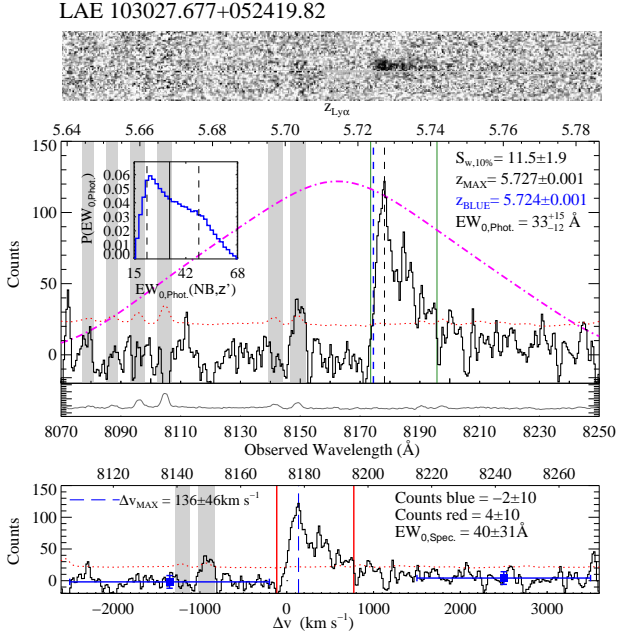 LAE 103027.677+052419.82
z_Lyα
5.64 5.66 5.68 5.70 5.72 5.74 5.76 5.78
150
100
50
0
Counts
S_w,10% = 11.5±1.9
z_MAX = 5.727±0.001
z_BLUE = 5.724±0.001
EW_0,Phot. = 33^+15_-12 Å
P(EW_0,Phot.)
0.06
0.05
0.04
0.03
0.02
0.01
0.00
15 42 68
EW_0,Phot.(NB,z')
8070 8090 8110 8130 8150 8170 8190 8210 8230 8250
Observed Wavelength (Å)
8120 8140 8160 8180 8200 8220 8240 8260
150
100
50
0
Counts
Δv_MAX = 136±46km s⁻¹
Counts blue = −2±10
Counts red = 4±10
EW_0,Spec. = 40±31Å
−2000 −1000 0 1000 2000 3000
Δv (km s⁻¹)